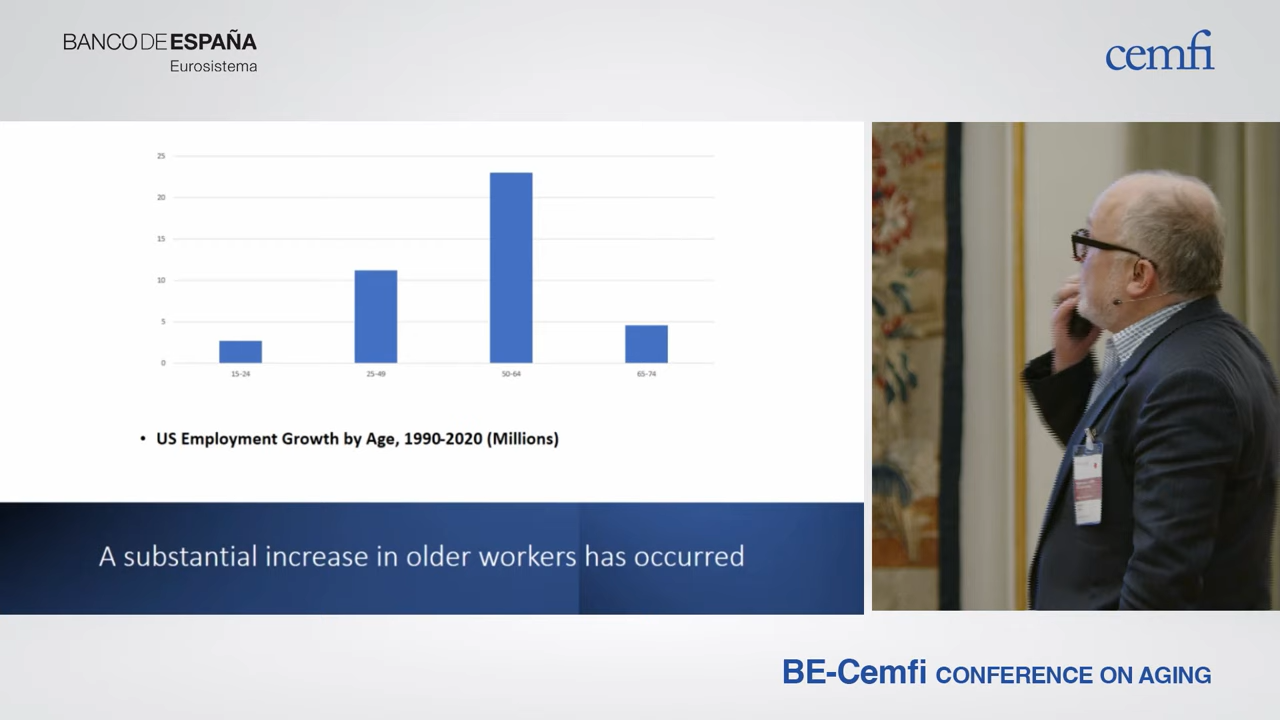 BANCO DE ESPAÑA
Eurosistema
cemfi
25
20
15
10
5
0
15-24
25-49
50-64
65-74
• US Employment Growth by Age, 1990-2020 (Millions)
A substantial increase in older workers has occurred
BE-Cemfi CONFERENCE ON AGING